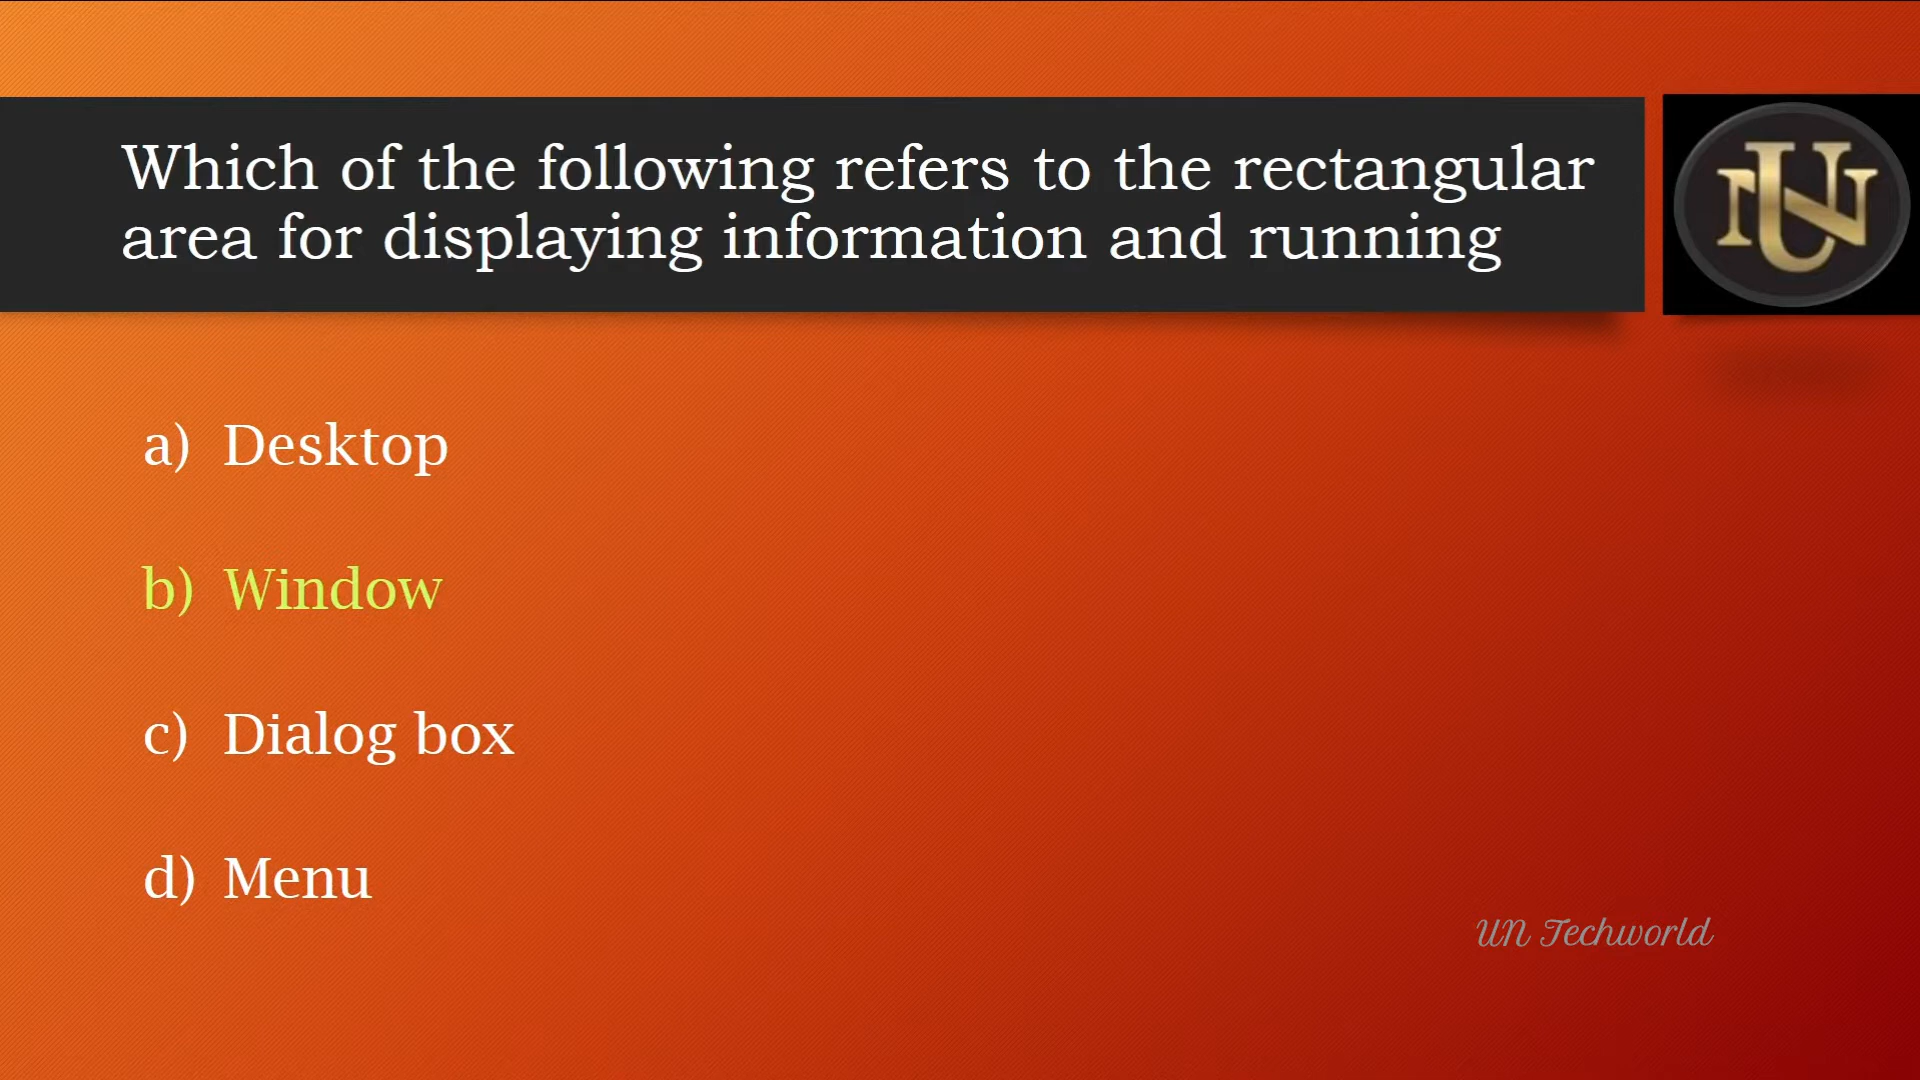 Which of the following refers to the rectangular
area for displaying information and running
UN
a) Desktop
b) Window
c) Dialog box
d) Menu
UN Techworld